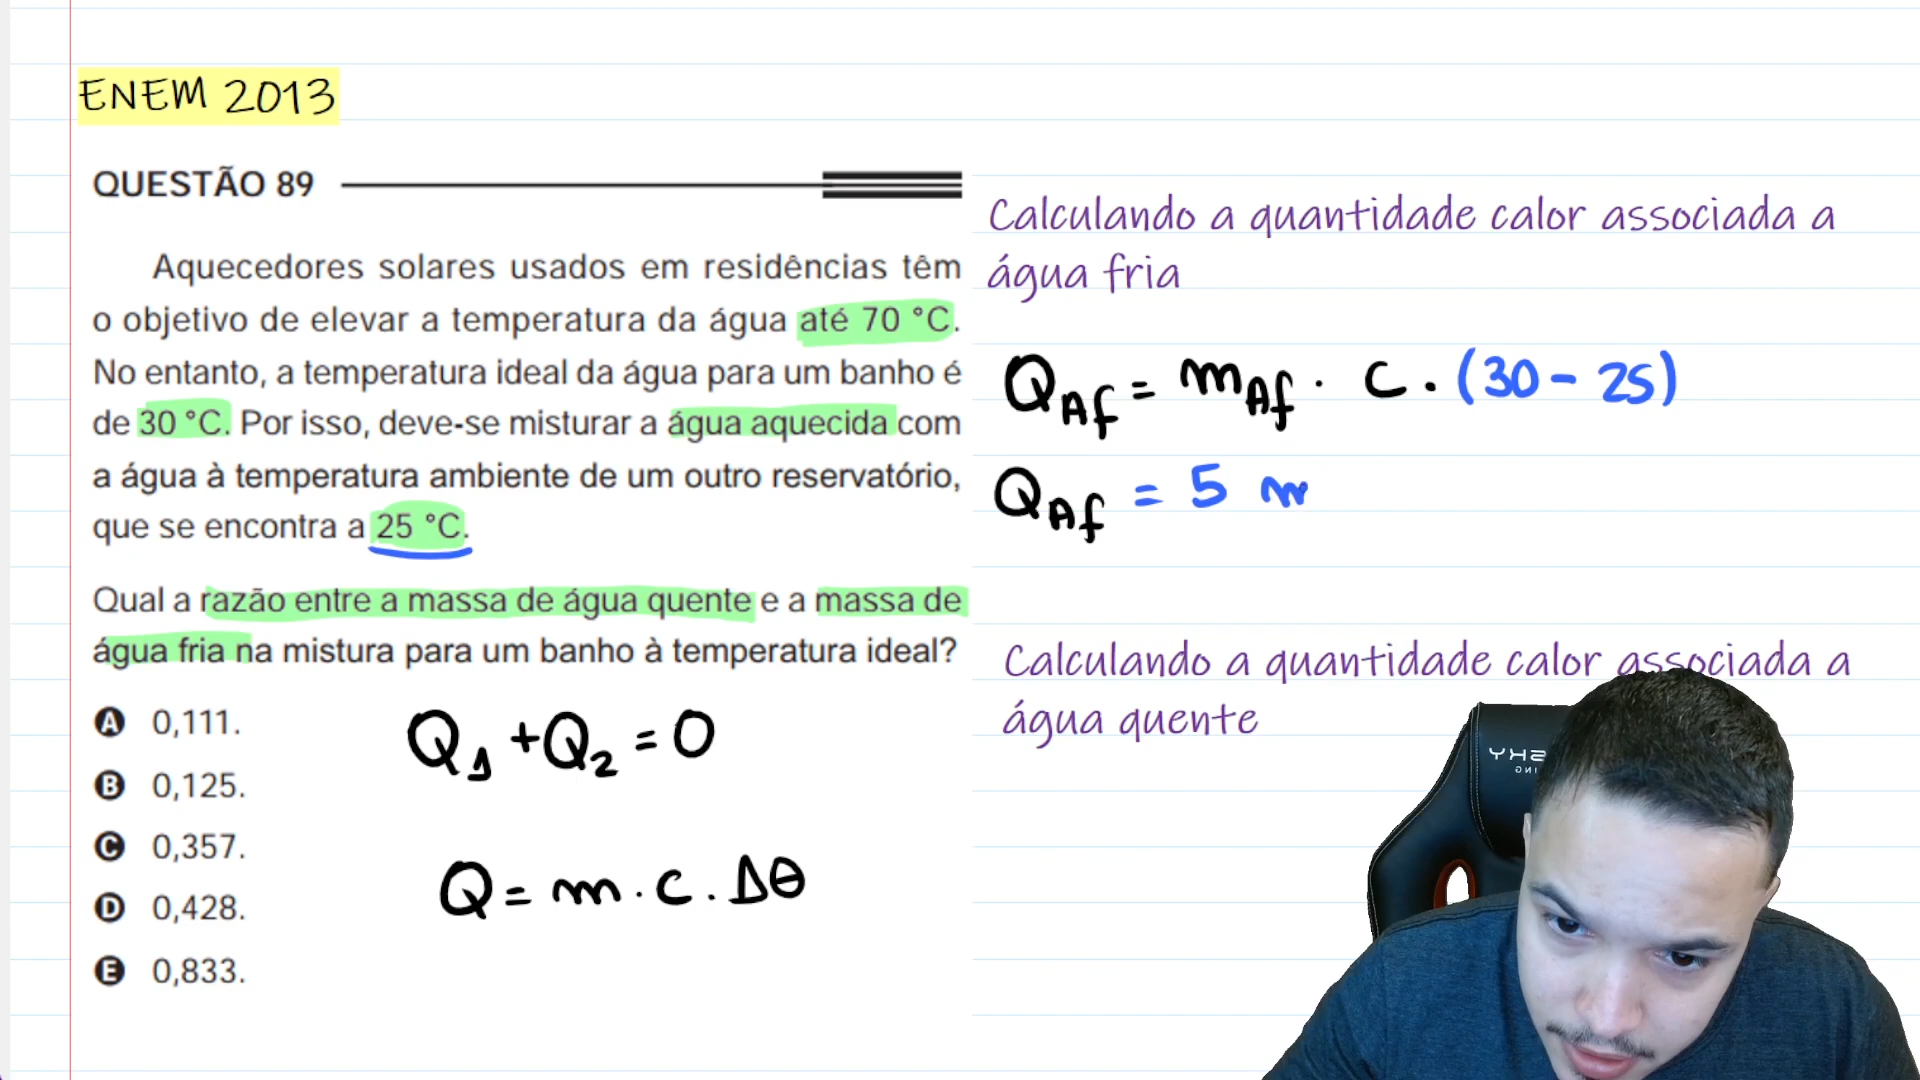 ENEM 2013
QUESTÃO 89
Aquecedores solares usados em residências têm
o objetivo de elevar a temperatura da água até 70 °C.
No entanto, a temperatura ideal da água para um banho é
de 30 °C. Por isso, deve-se misturar a água aquecida com
a água à temperatura ambiente de um outro reservatório,
que se encontra a 25 °C.
Qual a razão entre a massa de água quente e a massa de
água fria na mistura para um banho à temperatura ideal?
A 0,111.
B 0,125.
C 0,357.
D 0,428.
E 0,833.
Q1 + Q2 = 0
Q = m . c . Δθ
Calculando a quantidade calor associada a
água fria
QAf = mAf . c . (30 - 25)
QAf = 5 m
Calculando a quantidade calor associada a
água quente